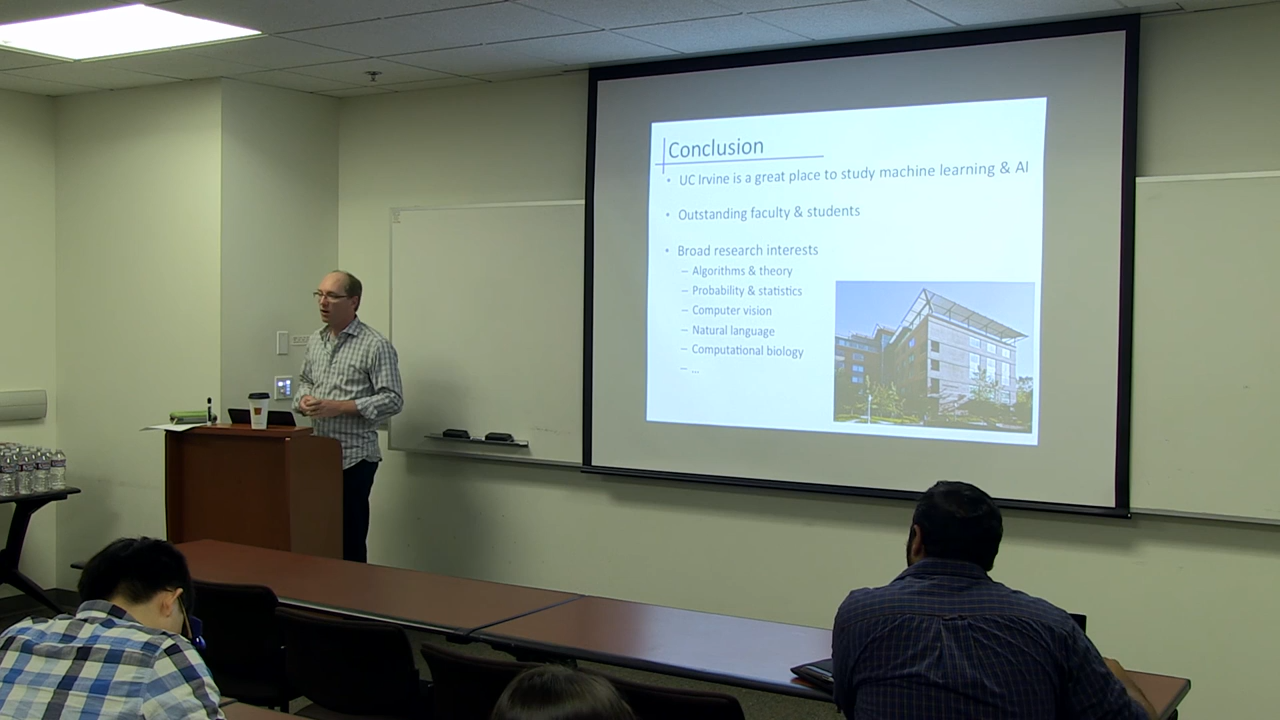 Conclusion
• UC Irvine is a great place to study machine learning & AI
• Outstanding faculty & students
• Broad research interests
– Algorithms & theory
– Probability & statistics
– Computer vision
– Natural language
– Computational biology
– ...